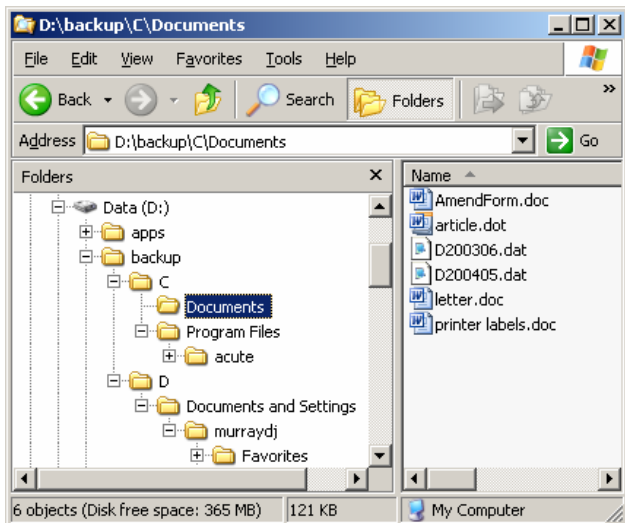 D:\backup\C\Documents
File Edit View Favorites Tools Help
Back Search Folders »
Address D:\backup\C\Documents Go
Folders x
Data (D:)
apps
backup
C
Documents
Program Files
acute
D
Documents and Settings
murraydj
Favorites
Name
AmendForm.doc
article.dot
D200306.dat
D200405.dat
letter.doc
printer labels.doc
6 objects (Disk free space: 365 MB) 121 KB My Computer